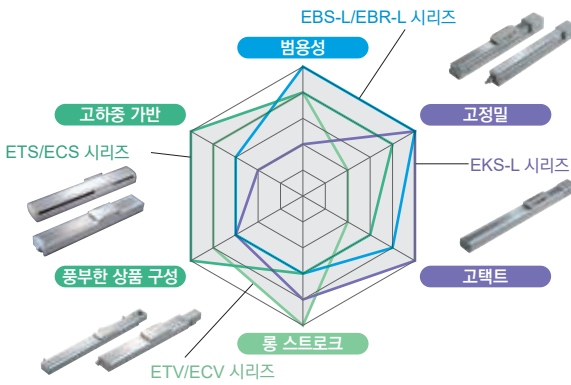 EBS-L/EBR-L 시리즈
범용성
고하중 가반
고정밀
ETS/ECS 시리즈
EKS-L 시리즈
풍부한 상품 구성
고택트
롱 스트로크
ETV/ECV 시리즈